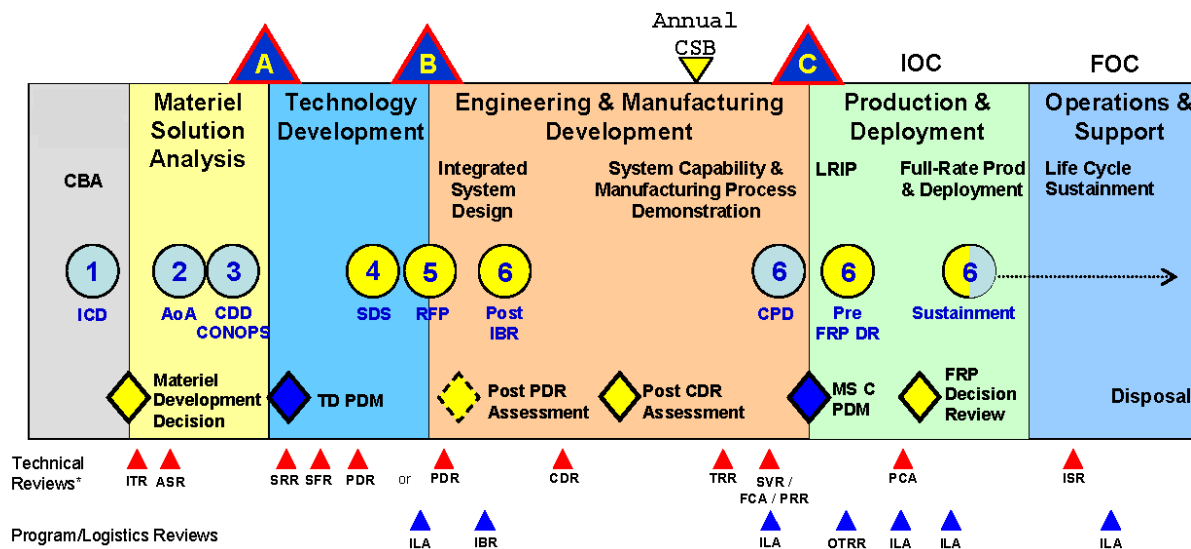 Annual
CSB
A
B
C
IOC
FOC
Materiel
Solution
Analysis
Technology
Development
Engineering & Manufacturing
Development
Production &
Deployment
Operations &
Support
CBA
Integrated
System
Design
System Capability &
Manufacturing Process
Demonstration
LRIP
Full-Rate Prod
& Deployment
Life Cycle
Sustainment
1
2
3
4
5
6
6
6
6
ICD
AoA
CDD
CONOPS
SDS
RFP
Post
IBR
CPD
Pre
FRP DR
Sustainment
Materiel
Development
Decision
TD PDM
Post PDR
Assessment
Post CDR
Assessment
MS C
PDM
FRP
Decision
Review
Disposal
Technical
Reviews*
ITR
ASR
SRR
SFR
PDR
or
PDR
CDR
TRR
SVR /
FCA / PRR
PCA
ISR
Program/Logistics Reviews
ILA
IBR
ILA
OTRR
ILA
ILA
ILA